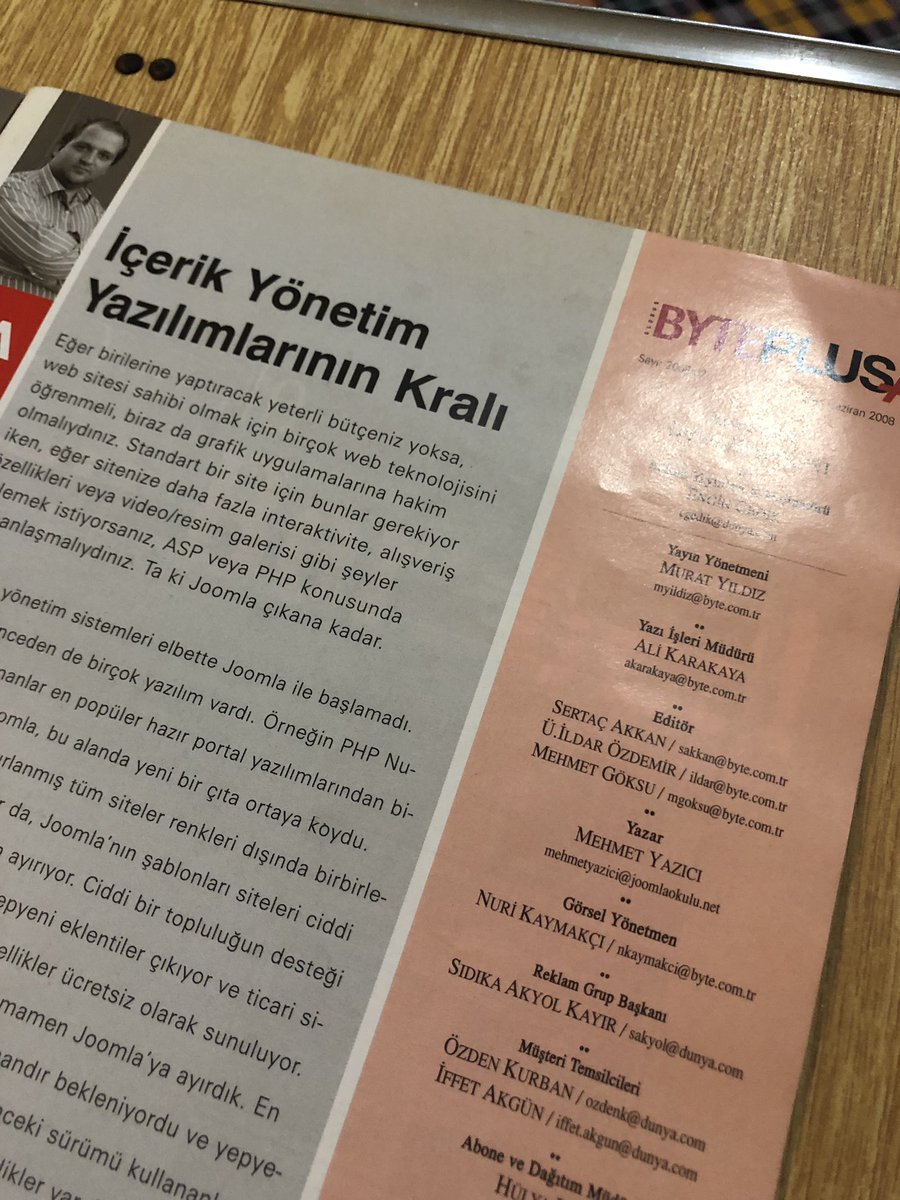 A
İçerik Yönetim
Yazılımlarının Kralı
Eğer birilerine yaptıracak yeterli bütçeniz yoksa,
web sitesi sahibi olmak için birçok web teknolojisini
öğrenmeli, biraz da grafik uygulamalarına hakim
olmalıydınız. Standart bir site için bunlar gerekiyor
iken, eğer sitenize daha fazla interaktivite, alışveriş
özellikleri veya video/resim galerisi gibi şeyler
lemek istiyorsanız, ASP veya PHP konusunda
anlaşmalıydınız. Ta ki Joomla çıkana kadar.
yönetim sistemleri elbette Joomla ile başlamadı.
nceden de birçok yazılım vardı. Örneğin PHP Nu-
manlar en popüler hazır portal yazılımlarından bi-
omla, bu alanda yeni bir çıta ortaya koydu.
ırlanmış tüm siteler renkleri dışında birbirle-
r da, Joomla'nın şablonları siteleri ciddi
n ayırıyor. Ciddi bir topluluğun desteği
epyeni eklentiler çıkıyor ve ticari si-
ellikler ücretsiz olarak sunuluyor.
mamen Joomla'ya ayırdık. En
andır bekleniyordu ve yepye-
nceki sürümü kullanan
likler var
BYTEPLUS
Haziran 2008
Yayın Yönetmeni
MURAT YILDIZ
myildiz@byte.com.tr
Yazı İşleri Müdürü
ALİ KARAKAYA
akarakaya@byte.com.tr
Editör
SERTAÇ AKKAN / sakkan@byte.com.tr
Ü.İLDAR ÖZDEMİR / ildar@byte.com.tr
MEHMET GÖKSU / mgoksu@byte.com.tr
Yazar
MEHMET YAZICI
mehmetyazici@joomlaokulu.net
Görsel Yönetmen
NURİ KAYMAKÇI / nkaymakci@byte.com.tr
Reklam Grup Başkanı
SIDIKA AKYOL KAYIR / sakyol@dunya.com
Müşteri Temsilcileri
ÖZDEN KURBAN / ozdenk@dunya.com
İFFET AKGÜN / iffet.akgun@dunya.com
Abone ve Dağıtım Müdü
HÜLYA